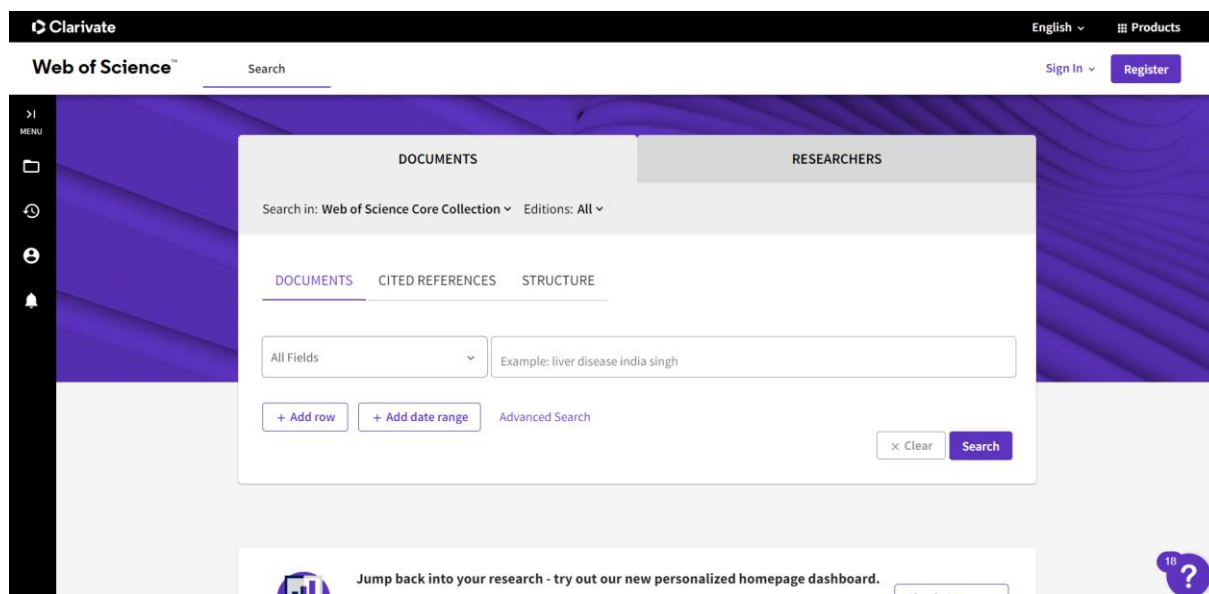 Clarivate
English
Products
Web of Science™
Search
Sign In
Register
MENU
DOCUMENTS
RESEARCHERS
Search in: Web of Science Core Collection Editions: All
DOCUMENTS
CITED REFERENCES
STRUCTURE
All Fields
Example: liver disease india singh
+ Add row
+ Add date range
Advanced Search
× Clear
Search
Jump back into your research - try out our new personalized homepage dashboard.
18
?